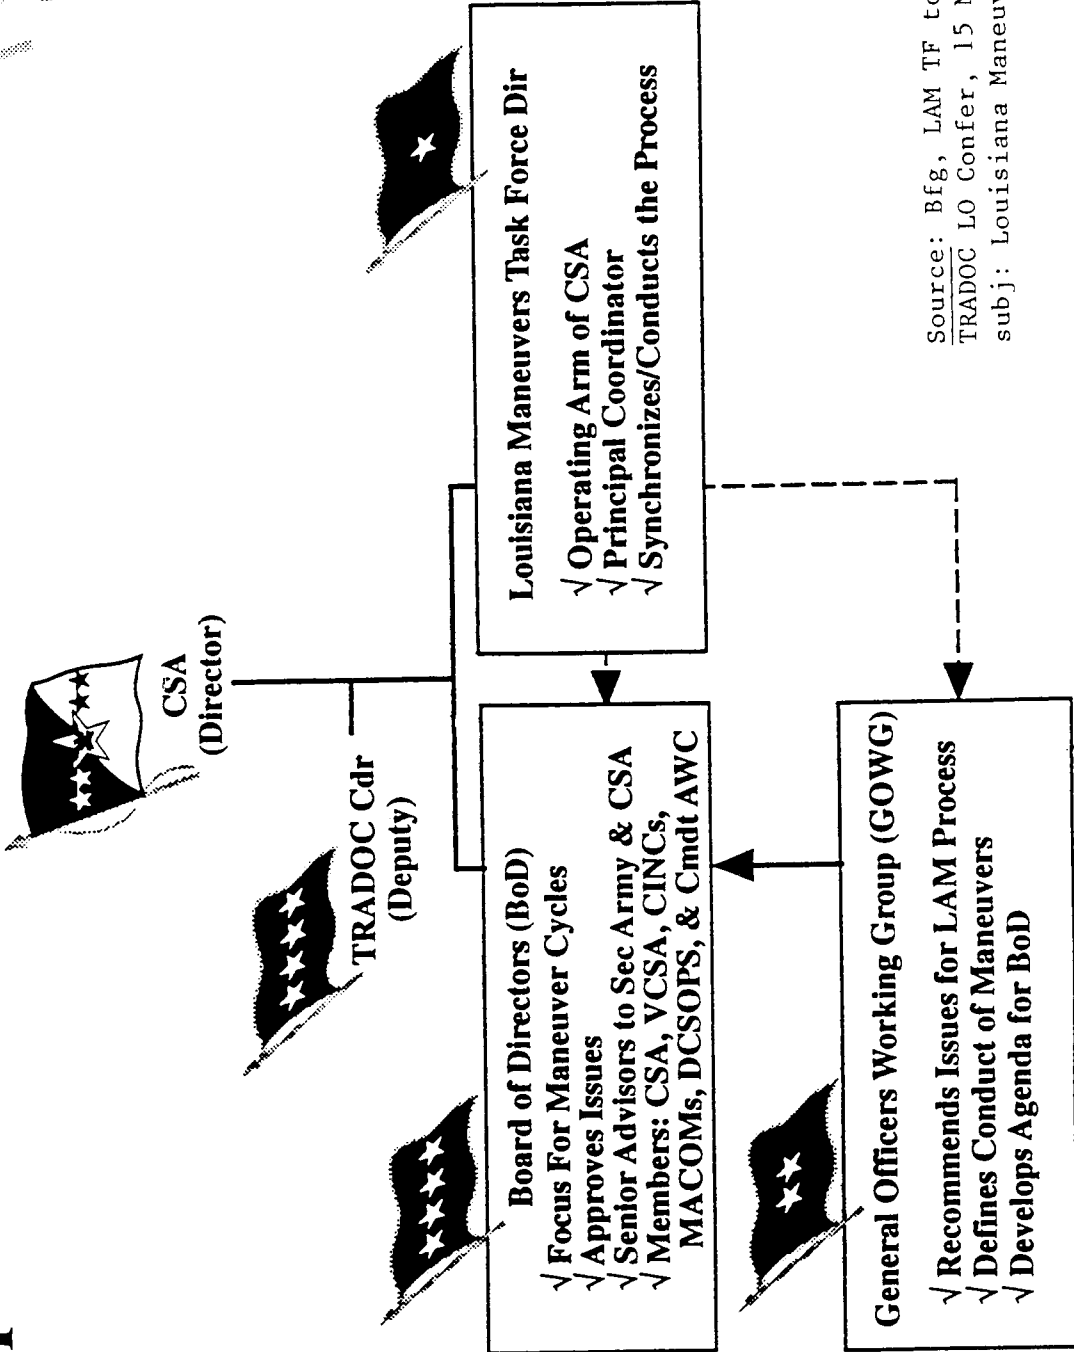 CSA
(Director)
TRADOC Cdr
(Deputy)
Board of Directors (BoD)
√ Focus For Maneuver Cycles
√ Approves Issues
√ Senior Advisors to Sec Army & CSA
√ Members: CSA, VCSA, CINCs,
MACOMs, DCSOPS, & Cmdt AWC
Louisiana Maneuvers Task Force Dir
√ Operating Arm of CSA
√ Principal Coordinator
√ Synchronizes/Conducts the Process
General Officers Working Group (GOWG)
√ Recommends Issues for LAM Process
√ Defines Conduct of Maneuvers
√ Develops Agenda for BoD
Source: Bfg, LAM TF to
TRADOC LO Confer, 15
subj: Louisiana